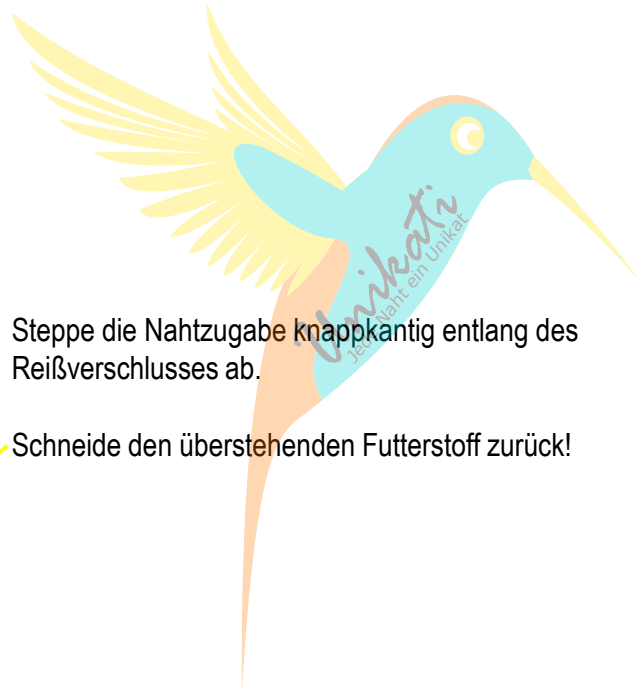 Unikati
Jede Naht ein Unikat
Steppe die Nahtzugabe knappkantig entlang des
Reißverschlusses ab.
Schneide den überstehenden Futterstoff zurück!